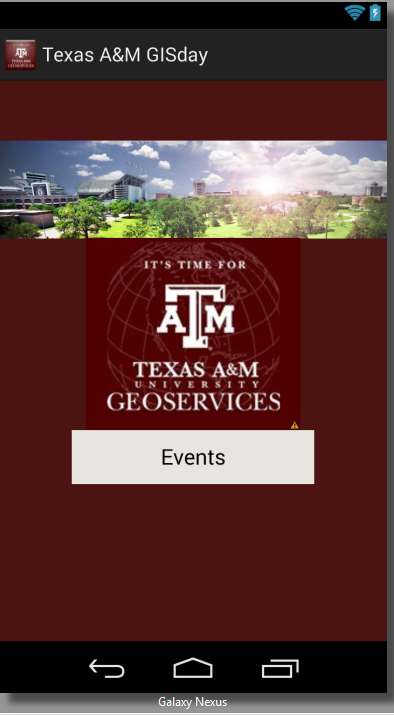 Texas A&M GISday
IT'S TIME FOR
ATM
TEXAS A&M
UNIVERSITY
GEOSERVICES
Events
Galaxy Nexus